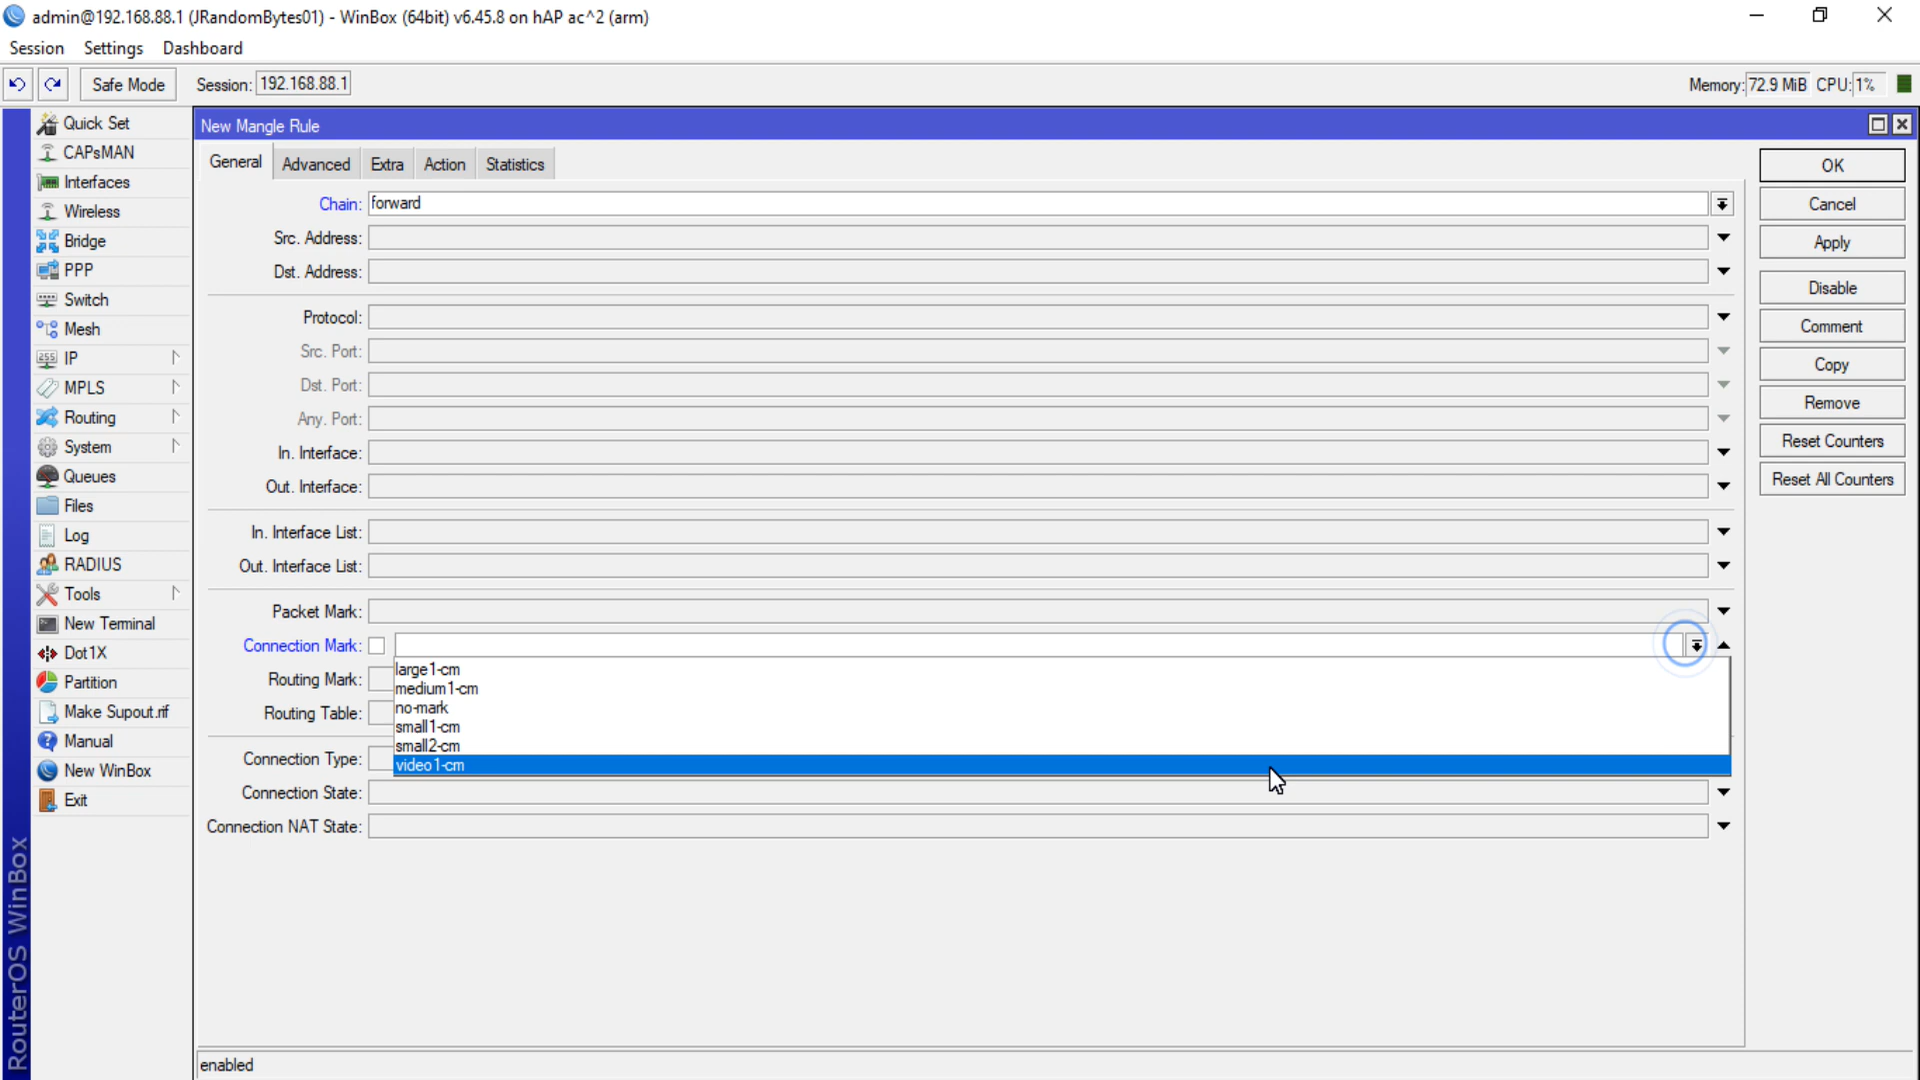 admin@192.168.88.1 (JRandomBytes01) - WinBox (64bit) v6.45.8 on hAP ac^2 (arm)
Session Settings Dashboard
Safe Mode Session: 192.168.88.1 Memory: 72.9 MiB CPU: 1%
Quick Set
CAPsMAN
Interfaces
Wireless
Bridge
PPP
Switch
Mesh
IP
MPLS
Routing
System
Queues
Files
Log
RADIUS
Tools
New Terminal
Dot1X
Partition
Make Supout.rif
Manual
New WinBox
Exit
RouterOS WinBox
New Mangle Rule
General Advanced Extra Action Statistics
Chain: forward
Src. Address:
Dst. Address:
Protocol:
Src. Port:
Dst. Port:
Any. Port:
In. Interface:
Out. Interface:
In. Interface List:
Out. Interface List:
Packet Mark:
Connection Mark:
large1-cm
medium1-cm
no-mark
small1-cm
small2-cm
video1-cm
Routing Mark:
Routing Table:
Connection Type:
Connection State:
Connection NAT State:
OK
Cancel
Apply
Disable
Comment
Copy
Remove
Reset Counters
Reset All Counters
enabled